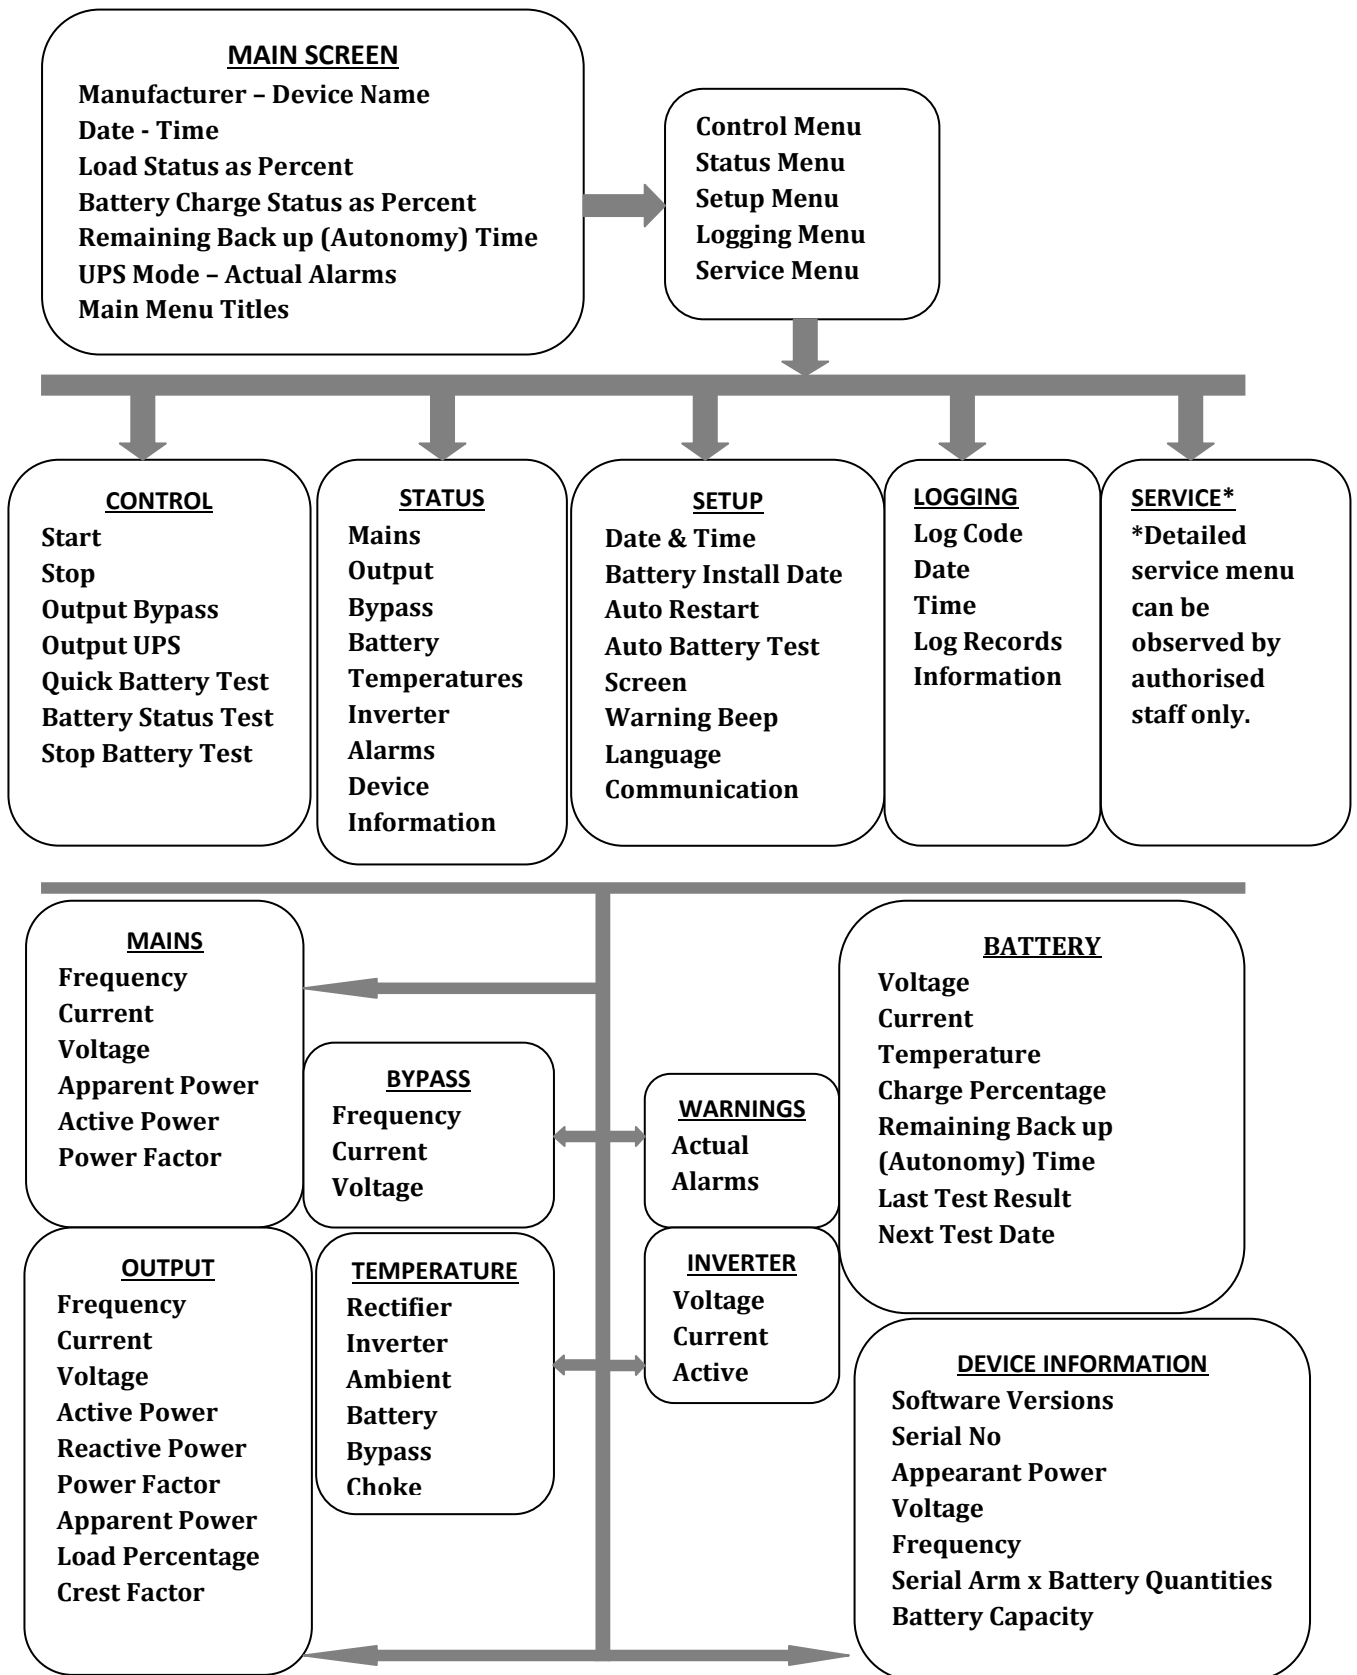 MAIN SCREEN
Manufacturer – Device Name
Date - Time
Load Status as Percent
Battery Charge Status as Percent
Remaining Back up (Autonomy) Time
UPS Mode – Actual Alarms
Main Menu Titles
Control Menu
Status Menu
Setup Menu
Logging Menu
Service Menu
CONTROL
Start
Stop
Output Bypass
Output UPS
Quick Battery Test
Battery Status Test
Stop Battery Test
STATUS
Mains
Output
Bypass
Battery
Temperatures
Inverter
Alarms
Device
Information
SETUP
Date & Time
Battery Install Date
Auto Restart
Auto Battery Test
Screen
Warning Beep
Language
Communication
LOGGING
Log Code
Date
Time
Log Records
Information
SERVICE*
*Detailed
service menu
can be
observed by
authorised
staff only.
MAINS
Frequency
Current
Voltage
Apparent Power
Active Power
Power Factor
BYPASS
Frequency
Current
Voltage
WARNINGS
Actual
Alarms
BATTERY
Voltage
Current
Temperature
Charge Percentage
Remaining Back up
(Autonomy) Time
Last Test Result
Next Test Date
OUTPUT
Frequency
Current
Voltage
Active Power
Reactive Power
Power Factor
Apparent Power
Load Percentage
Crest Factor
TEMPERATURE
Rectifier
Inverter
Ambient
Battery
Bypass
Choke
INVERTER
Voltage
Current
Active
DEVICE INFORMATION
Software Versions
Serial No
Appearant Power
Voltage
Frequency
Serial Arm x Battery Quantities
Battery Capacity